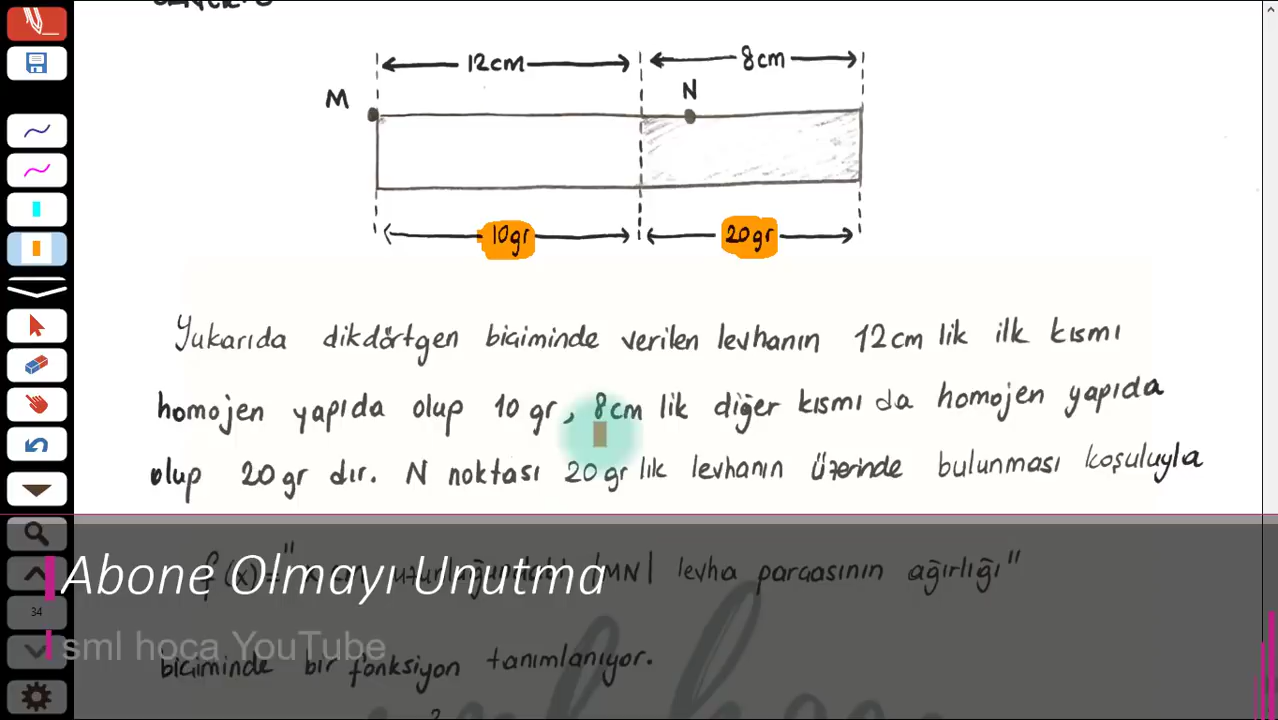 12cm
8cm
M
N
10gr
20gr
Yukarıda dikdörtgen biçiminde verilen levhanın 12cm lik ilk kısmı
homojen yapıda olup 10 gr, 8cm lik diğer kısmı da homojen yapıda
olup 20gr dır. N noktası 20gr lık levhanın üzerinde bulunması koşuluyla
f(x)=" x cm |MN| levha parçasının ağırlığı"
Abone Olmayı Unutma
34
sml hoca YouTube
biçiminde bir fonksiyon tanımlanıyor.